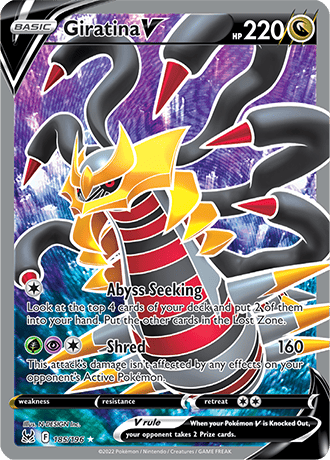 BASIC Giratina V HP 220
Abyss Seeking
Look at the top 4 cards of your deck and put 2 of them
into your hand. Put the other cards in the Lost Zone.
Shred 160
This attack's damage isn't affected by any effects on your
opponent's Active Pokémon.
weakness resistance retreat
Illus. N-DESIGN Inc.
F 185/196
V rule When your Pokémon V is Knocked Out,
your opponent takes 2 Prize cards.
©2022 Pokémon / Nintendo / Creatures / GAME FREAK